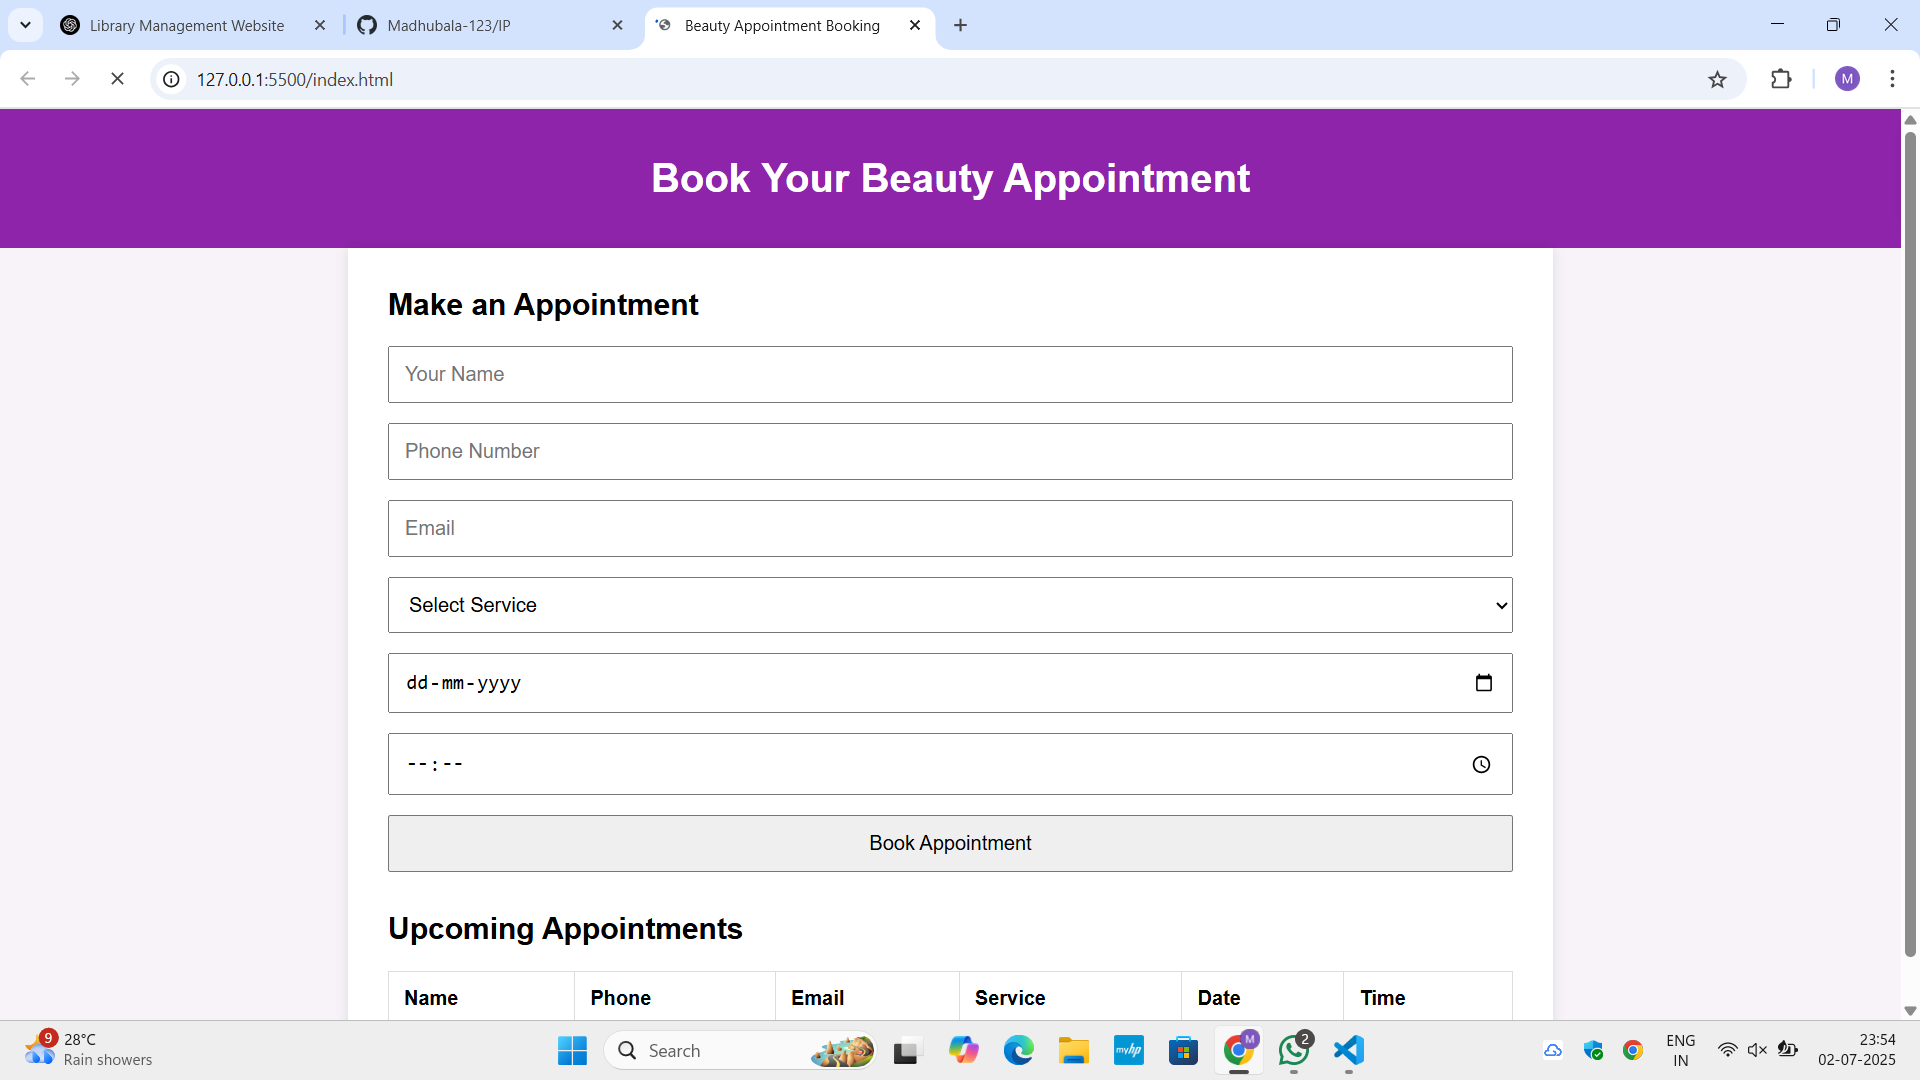 Library Management Website
Madhubala-123/IP
Beauty Appointment Booking
127.0.0.1:5500/index.html
M
Book Your Beauty Appointment
Make an Appointment
Your Name
Phone Number
Email
Select Service
dd-mm-yyyy
--:--
Book Appointment
Upcoming Appointments
Name Phone Email Service Date Time
9
28°C
Rain showers
Search
myhp
M
2
ENG
IN
23:54
02-07-2025